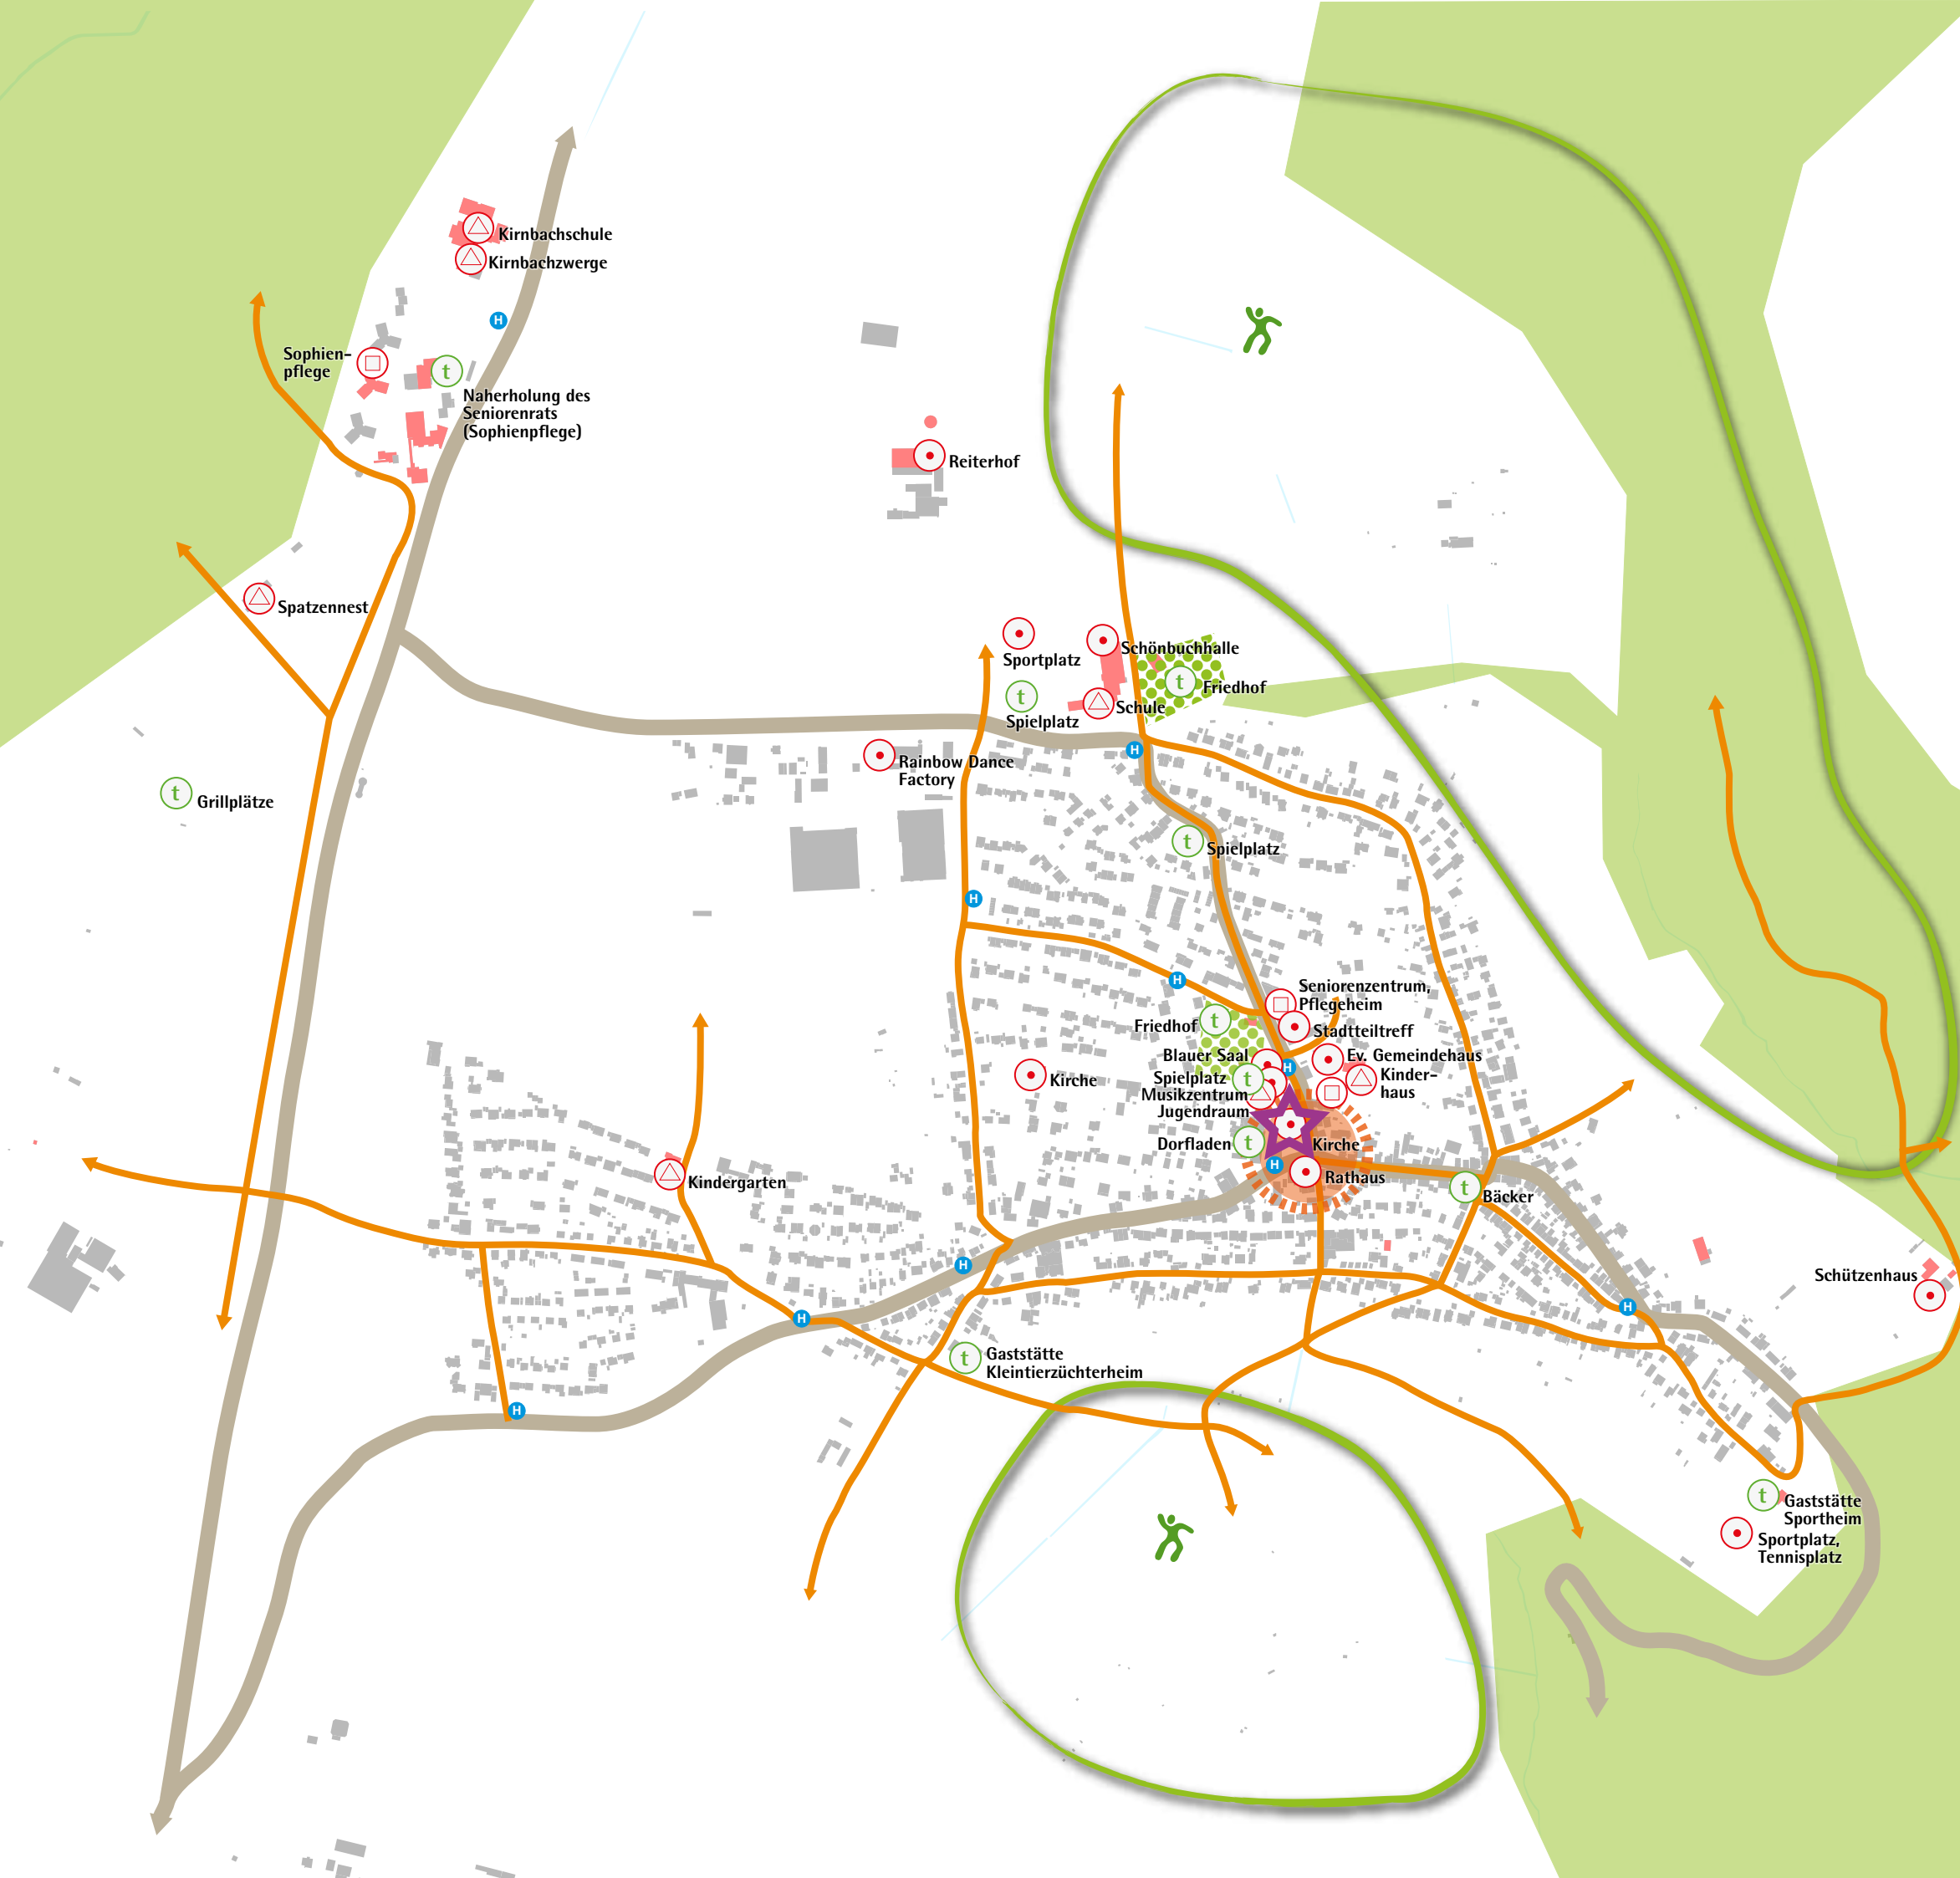 Kirnbachschule
Kirnbachzwerge
H
Sophien-
pflege
t
Naherholung des
Seniorenrats
(Sophienpflege)
Reiterhof
Spatzennest
Sportplatz
Schönbuchhalle
t
Friedhof
t
Spielplatz
Schule
H
Rainbow Dance
Factory
t
Grillplätze
t
Spielplatz
H
H
Seniorenzentrum,
Pflegeheim
t
Friedhof
Stadtteiltreff
Blauer Saal
H
Ev. Gemeindehaus
Spielplatz
t
Kinder-
haus
Musikzentrum
Jugendraum
Kirche
Dorfladen
t
Kirche
H
Rathaus
Kindergarten
t
Bäcker
H
Schützenhaus
H
H
t
Gaststätte
Kleintierzüchterheim
H
t
Gaststätte
Sportheim
Sportplatz,
Tennisplatz